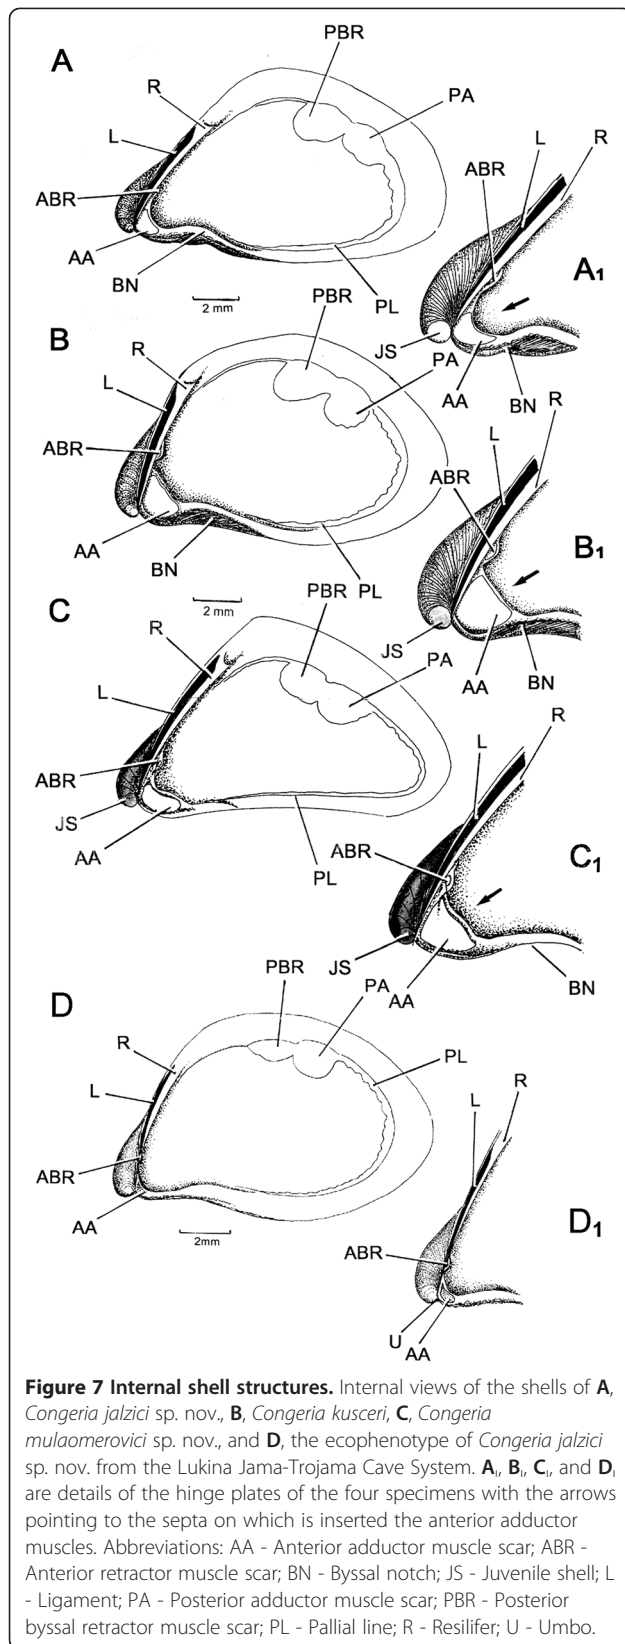 A
PBR
R
PA
L
ABR
AA
BN
2 mm
PL
L
R
ABR
A1
JS
AA
BN
B
PBR
PA
R
L
ABR
AA
BN
2 mm
PL
L
R
ABR
B1
JS
AA
BN
C
PBR
PA
R
L
ABR
JS
AA
PL
L
R
ABR
C1
JS
AA
BN
D
PBR
PA
PL
R
L
ABR
AA
2mm
L
R
ABR
D1
U
AA
Figure 7 Internal shell structures. Internal views of the shells of A,
Congeria jalzici sp. nov., B, Congeria kusceri, C, Congeria
mulaomerovici sp. nov., and D, the ecophenotype of Congeria jalzici
sp. nov. from the Lukina Jama-Trojama Cave System. Aı, Bı, Cı, and Dı
are details of the hinge plates of the four specimens with the arrows
pointing to the septa on which is inserted the anterior adductor
muscles. Abbreviations: AA - Anterior adductor muscle scar; ABR -
Anterior retractor muscle scar; BN - Byssal notch; JS - Juvenile shell; L
- Ligament; PA - Posterior adductor muscle scar; PBR - Posterior
byssal retractor muscle scar; PL - Pallial line; R - Resilifer; U - Umbo.